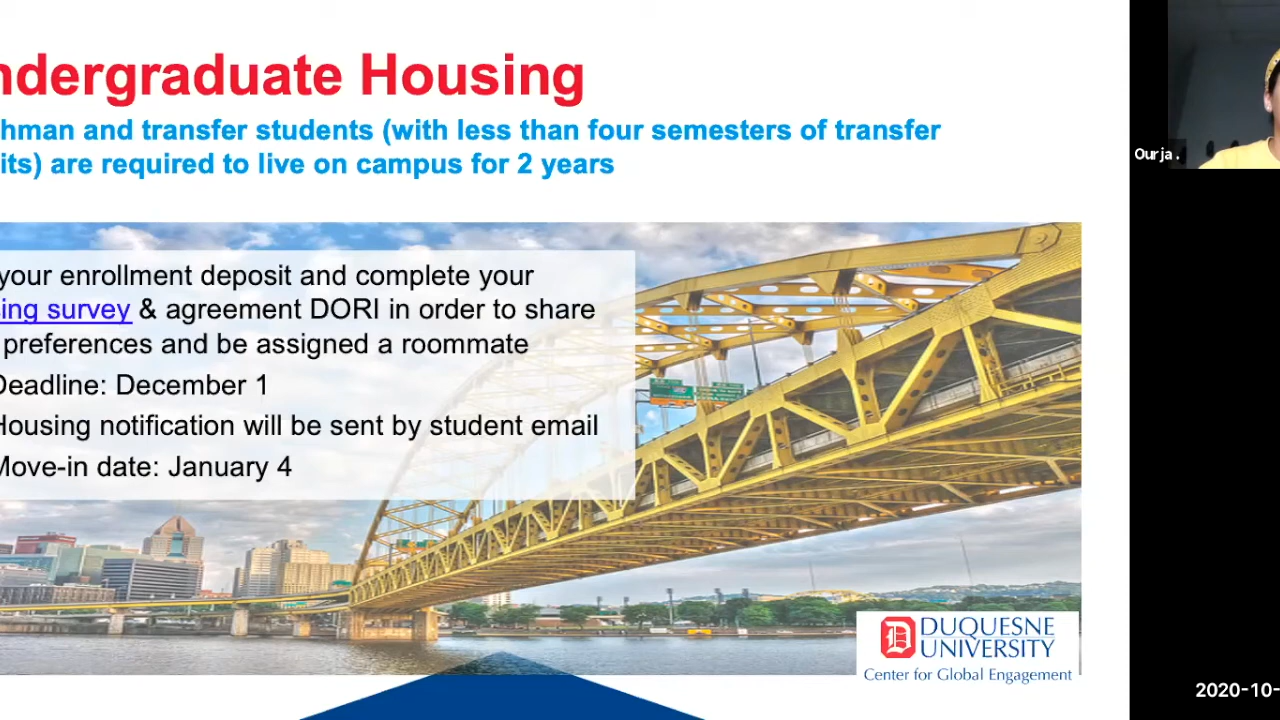 ndergraduate Housing
hman and transfer students (with less than four semesters of transfer
its) are required to live on campus for 2 years
your enrollment deposit and complete your
ing survey & agreement DORI in order to share
preferences and be assigned a roommate
Deadline: December 1
Housing notification will be sent by student email
Move-in date: January 4
DUQUESNE
UNIVERSITY
Center for Global Engagement
Ourja .
2020-10-